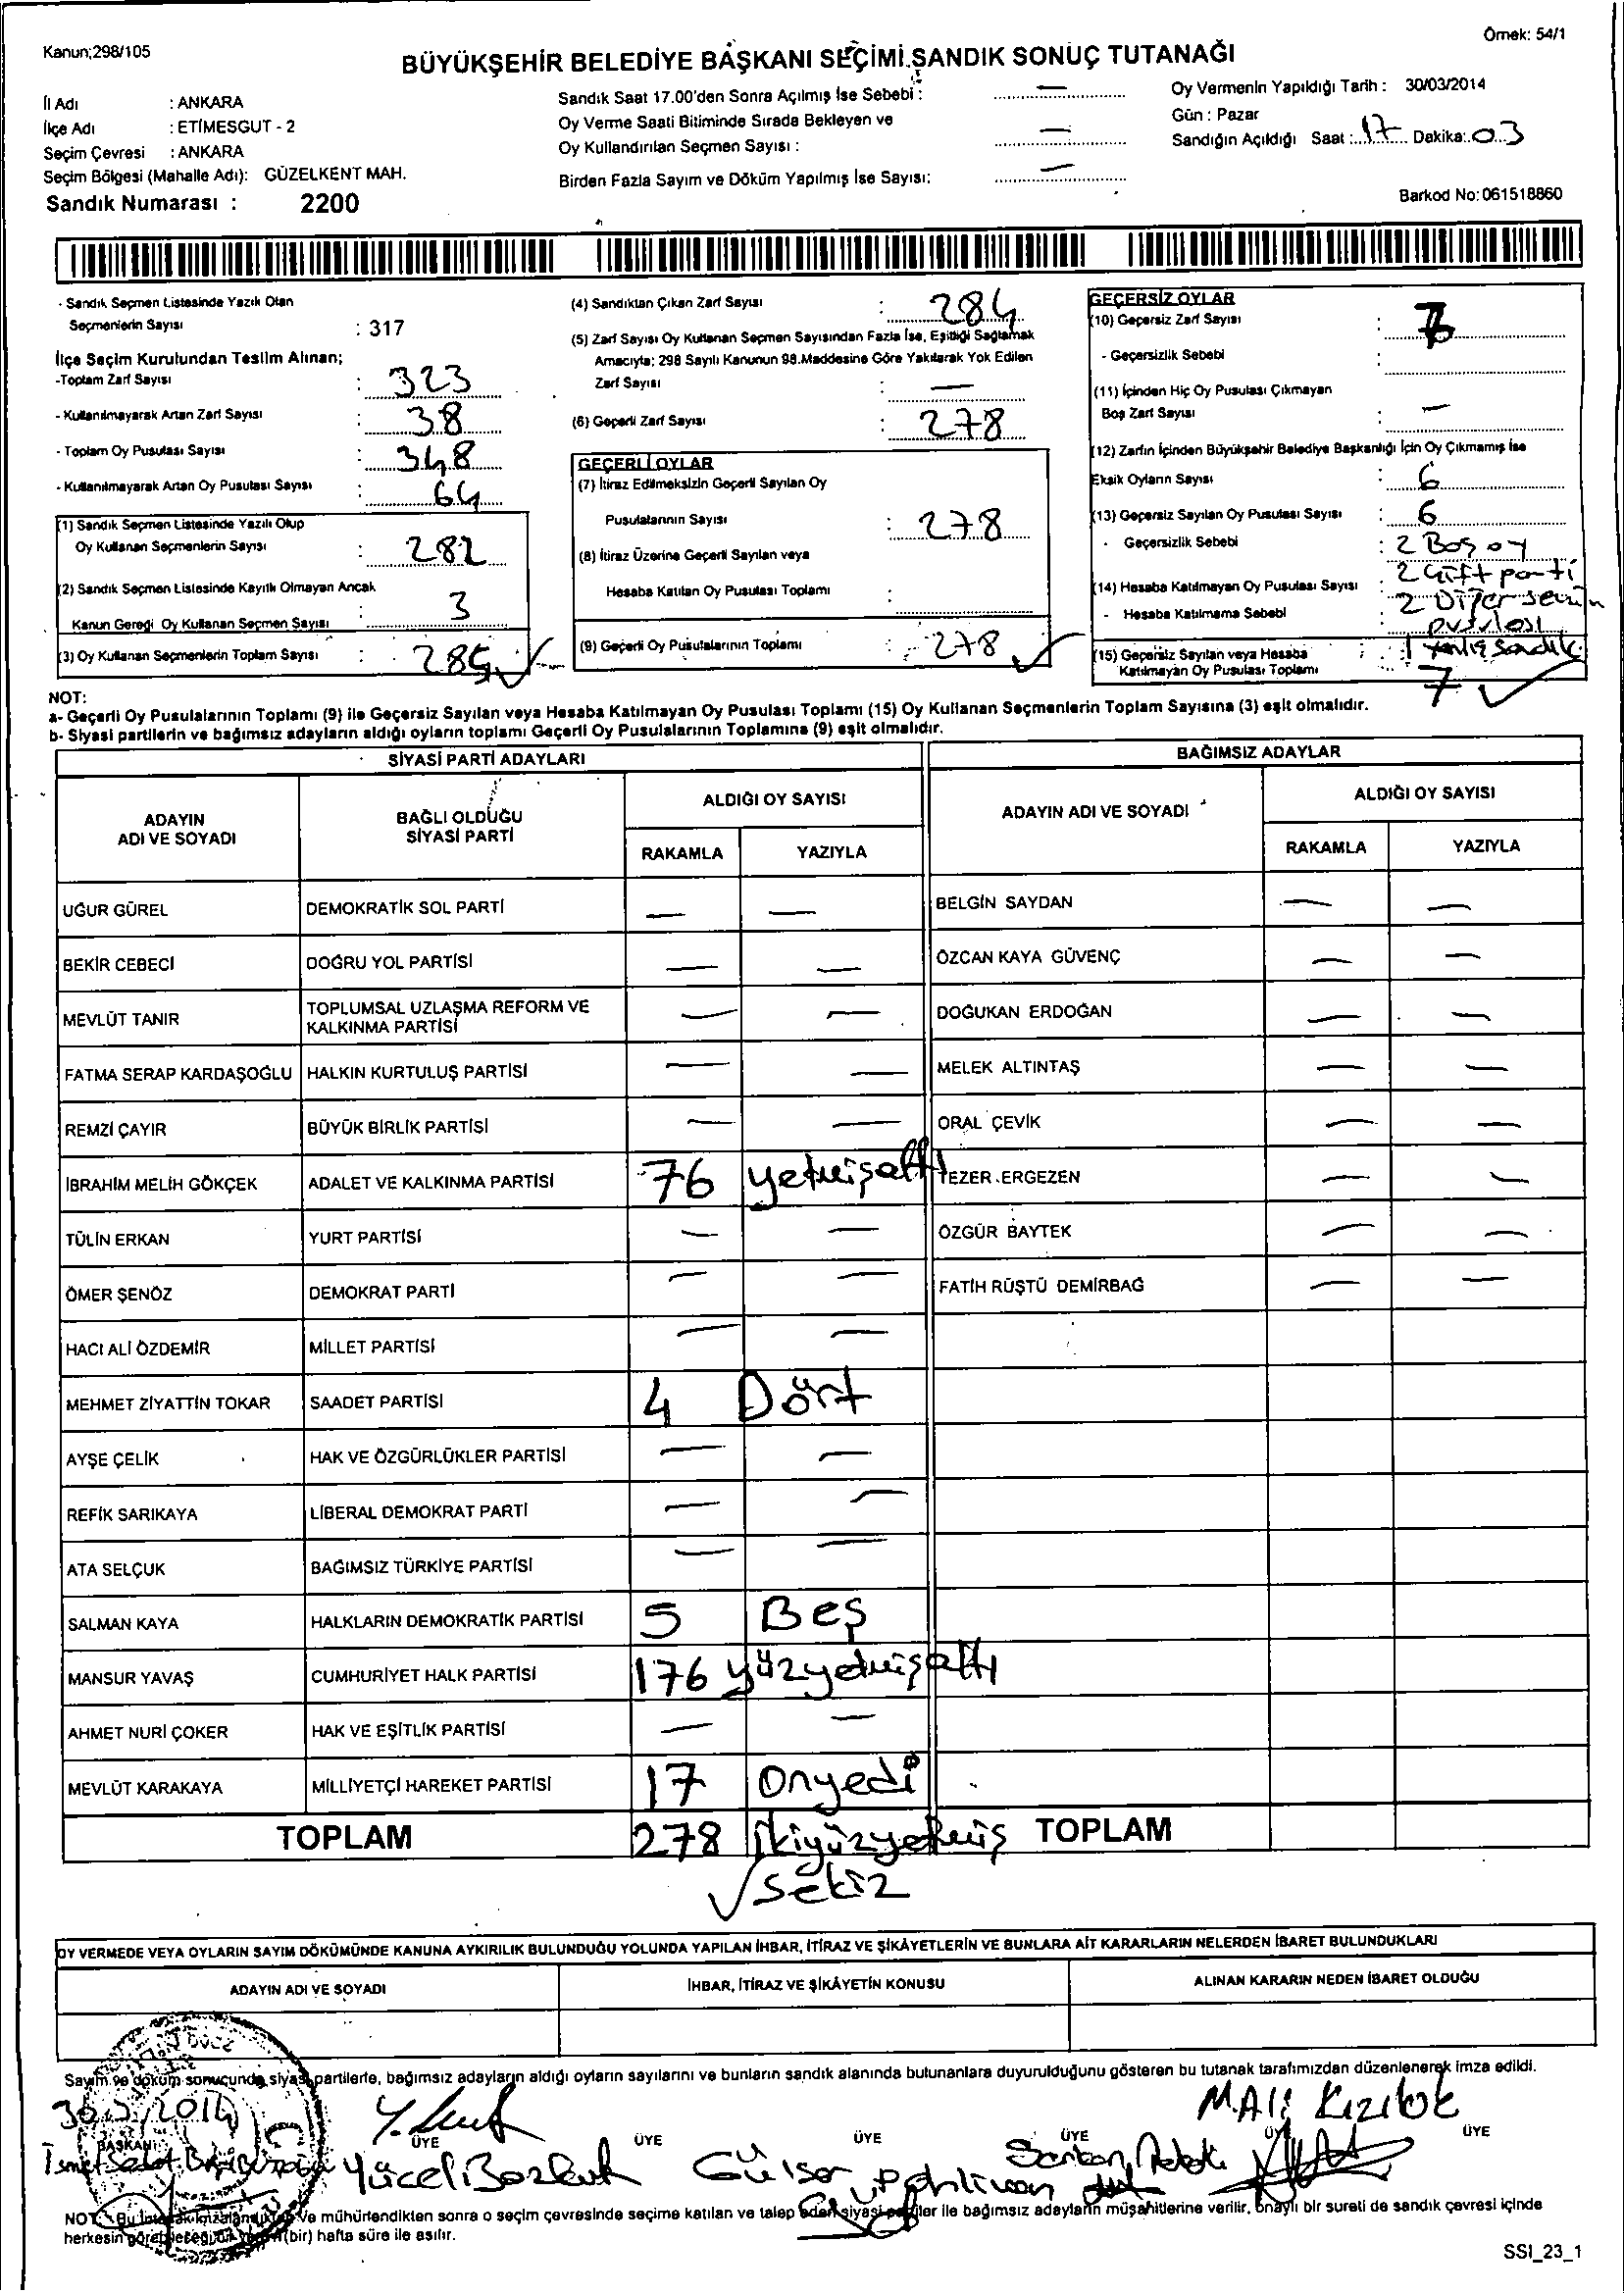 Kanun;298/105
Örnek: 54/1
BÜYÜKŞEHİR BELEDİYE BAŞKANI SEÇİMİ SANDIK SONUÇ TUTANAĞI
İl Adı : ANKARA
İlçe Adı : ETİMESGUT - 2
Seçim Çevresi : ANKARA
Seçim Bölgesi (Mahalle Adı): GÜZELKENT MAH.
Sandık Numarası : 2200
Sandık Saat 17.00'den Sonra Açılmış İse Sebebi : —
Oy Verme Saati Bitiminde Sırada Bekleyen ve
Oy Kullandırılan Seçmen Sayısı : —
Birden Fazla Sayım ve Döküm Yapılmış İse Sayısı: —
Oy Vermenin Yapıldığı Tarih : 30/03/2014
Gün : Pazar
Sandığın Açıldığı Saat : 17 Dakika: 03
Barkod No: 061518860
- Sandık Seçmen Listesinde Yazılı Olan
Seçmenlerin Sayısı : 317
İlçe Seçim Kurulundan Teslim Alınan;
-Toplam Zarf Sayısı : 323
- Kullanılmayarak Artan Zarf Sayısı : 38
- Toplam Oy Pusulası Sayısı : 348
- Kullanılmayarak Artan Oy Pusulası Sayısı : 64
(1) Sandık Seçmen Listesinde Yazılı Olup
Oy Kullanan Seçmenlerin Sayısı : 282
(2) Sandık Seçmen Listesinde Kayıtlı Olmayan Ancak
Kanun Gereği Oy Kullanan Seçmen Sayısı : 3
(3) Oy Kullanan Seçmenlerin Toplam Sayısı : 285
(4) Sandıktan Çıkan Zarf Sayısı : 284
(5) Zarf Sayısı Oy Kullanan Seçmen Sayısından Fazla İse, Eşitliği Sağlamak
Amacıyla; 298 Sayılı Kanunun 98.Maddesine Göre Yakılarak Yok Edilen
Zarf Sayısı : —
(6) Geçerli Zarf Sayısı : 278
GEÇERLİ OYLAR
(7) İtiraz Edilmeksizin Geçerli Sayılan Oy
Pusulalarının Sayısı : 278
(8) İtiraz Üzerine Geçerli Sayılan veya
Hesaba Katılan Oy Pusulası Toplamı :
(9) Geçerli Oy Pusulalarının Toplamı : 278
GEÇERSİZ OYLAR
(10) Geçersiz Zarf Sayısı :
- Geçersizlik Sebebi :
(11) İçinden Hiç Oy Pusulası Çıkmayan
Boş Zarf Sayısı : —
(12) Zarfın İçinden Büyükşehir Belediye Başkanlığı İçin Oy Çıkmamış İse
Eksik Oyların Sayısı : 6
(13) Geçersiz Sayılan Oy Pusulası Sayısı : 6
- Geçersizlik Sebebi : 2 Boş oy
2 Çift parti
(14) Hesaba Katılmayan Oy Pusulası Sayısı : 2 Diğer seçim
- Hesaba Katılmama Sebebi : pusulası
1 Yanlış sandık
(15) Geçersiz Sayılan veya Hesaba
Katılmayan Oy Pusulası Toplamı : 7
NOT:
a- Geçerli Oy Pusulalarının Toplamı (9) ile Geçersiz Sayılan veya Hesaba Katılmayan Oy Pusulası Toplamı (15) Oy Kullanan Seçmenlerin Toplam Sayısına (3) eşit olmalıdır.
b- Siyasi partilerin ve bağımsız adayların aldığı oyların toplamı Geçerli Oy Pusulalarının Toplamına (9) eşit olmalıdır.
SİYASİ PARTİ ADAYLARI
ADAYIN ADI VE SOYADI
BAĞLI OLDUĞU SİYASİ PARTİ
ALDIĞI OY SAYISI
RAKAMLA YAZIYLA
UĞUR GÜREL DEMOKRATİK SOL PARTİ — —
BEKİR CEBECİ DOĞRU YOL PARTİSİ — —
MEVLÜT TANIR TOPLUMSAL UZLAŞMA REFORM VE KALKINMA PARTİSİ — —
FATMA SERAP KARDAŞOĞLU HALKIN KURTULUŞ PARTİSİ — —
REMZİ ÇAYIR BÜYÜK BİRLİK PARTİSİ — —
İBRAHİM MELİH GÖKÇEK ADALET VE KALKINMA PARTİSİ 76 yetmişaltı
TÜLİN ERKAN YURT PARTİSİ — —
ÖMER ŞENÖZ DEMOKRAT PARTİ — —
HACI ALİ ÖZDEMİR MİLLET PARTİSİ — —
MEHMET ZİYATTİN TOKAR SAADET PARTİSİ 4 Dört
AYŞE ÇELİK HAK VE ÖZGÜRLÜKLER PARTİSİ — —
REFİK SARIKAYA LİBERAL DEMOKRAT PARTİ — —
ATA SELÇUK BAĞIMSIZ TÜRKİYE PARTİSİ — —
SALMAN KAYA HALKLARIN DEMOKRATİK PARTİSİ 5 Beş
MANSUR YAVAŞ CUMHURİYET HALK PARTİSİ 176 yüzyetmişaltı
AHMET NURİ ÇOKER HAK VE EŞİTLİK PARTİSİ — —
MEVLÜT KARAKAYA MİLLİYETÇİ HAREKET PARTİSİ 17 Onyedi
TOPLAM 278 İkiyüzyetmiş
sekiz
BAĞIMSIZ ADAYLAR
ADAYIN ADI VE SOYADI
ALDIĞI OY SAYISI
RAKAMLA YAZIYLA
BELGİN SAYDAN — —
ÖZCAN KAYA GÜVENÇ — —
DOĞUKAN ERDOĞAN — —
MELEK ALTINTAŞ — —
ORAL ÇEVİK — —
TEZER ERGEZEN — —
ÖZGÜR BAYTEK — —
FATİH RÜŞTÜ DEMİRBAĞ — —
TOPLAM
OY VERMEDE VEYA OYLARIN SAYIM DÖKÜMÜNDE KANUNA AYKIRILIK BULUNDUĞU YOLUNDA YAPILAN İHBAR, İTİRAZ VE ŞİKÂYETLERİN VE BUNLARA AİT KARARLARIN NELERDEN İBARET BULUNDUKLARI
ADAYIN ADI VE SOYADI İHBAR, İTİRAZ VE ŞİKÂYETİN KONUSU ALINAN KARARIN NEDEN İBARET OLDUĞU
Sayım ve döküm sonucunda siyasi partilerle, bağımsız adayların aldığı oyların sayılarını ve bunların sandık alanında bulunanlara duyurulduğunu gösteren bu tutanak tarafımızdan düzenlenerek imza edildi.
M.Ali Kızılok
BAŞKAN ÜYE ÜYE ÜYE ÜYE ÜYE ÜYE
Yücel Bozkurt Gülser Pehlivan Serkan
NOT: Bu tutanak imzalandıktan ve mühürlendikten sonra o seçim çevresinde seçime katılan ve talep eden siyasi partiler ile bağımsız adayların müşahitlerine verilir, onaylı bir sureti de sandık çevresi içinde
herkesin görebileceği bir yere (bir) hafta süre ile asılır.
SSI_23_1